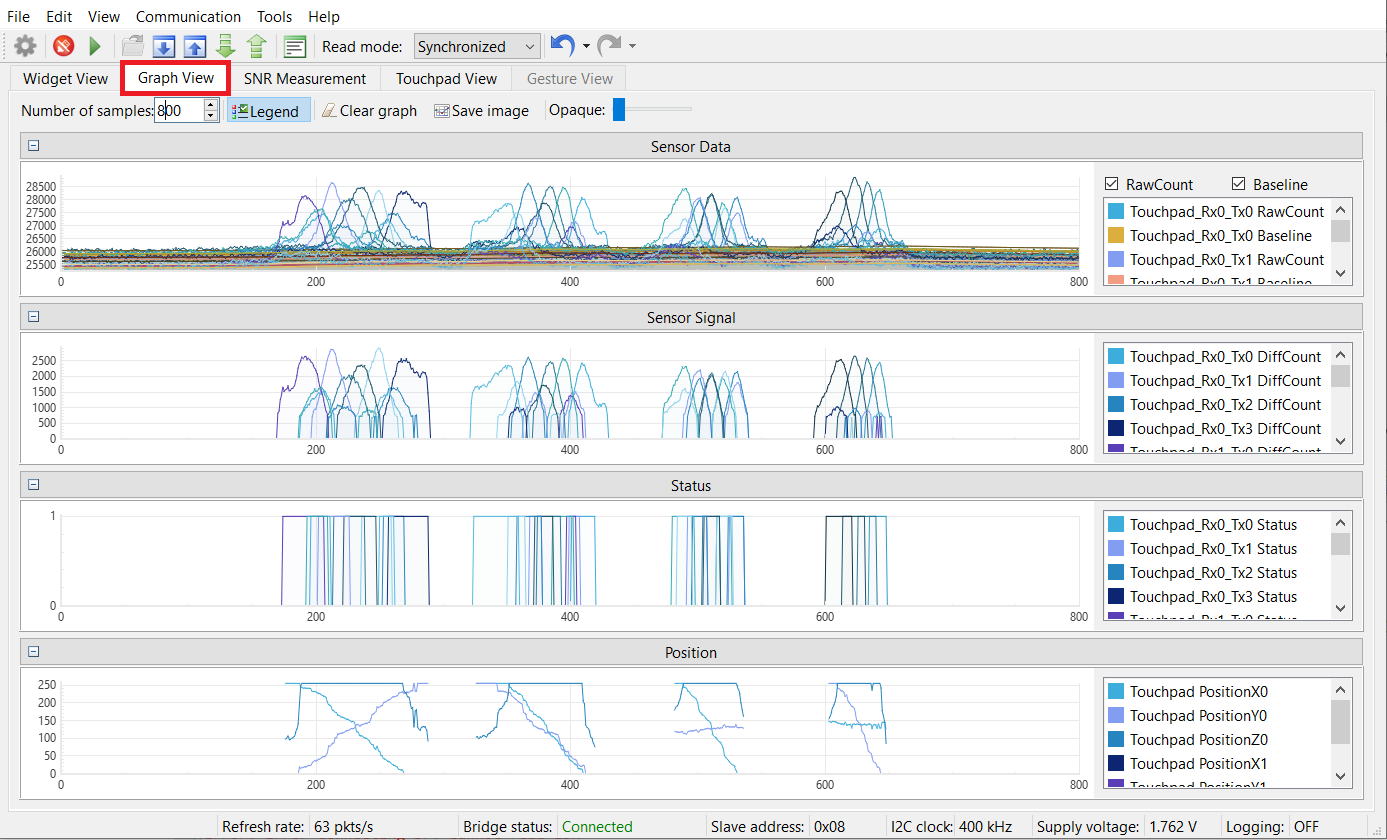 File Edit View Communication Tools Help
Read mode: Synchronized
Widget View Graph View SNR Measurement Touchpad View Gesture View
Number of samples: 800 Legend Clear graph Save image Opaque:
Sensor Data
28500
28000
27500
27000
26500
26000
25500
0 200 400 600 800
RawCount Baseline
Touchpad_Rx0_Tx0 RawCount
Touchpad_Rx0_Tx0 Baseline
Touchpad_Rx0_Tx1 RawCount
Touchpad_Rx0_Tx1 Baseline
Sensor Signal
2500
2000
1500
1000
500
0
0 200 400 600 800
Touchpad_Rx0_Tx0 DiffCount
Touchpad_Rx0_Tx1 DiffCount
Touchpad_Rx0_Tx2 DiffCount
Touchpad_Rx0_Tx3 DiffCount
Touchpad_Rx1_Tx0 DiffCount
Status
1
0
0 200 400 600 800
Touchpad_Rx0_Tx0 Status
Touchpad_Rx0_Tx1 Status
Touchpad_Rx0_Tx2 Status
Touchpad_Rx0_Tx3 Status
Touchpad_Rx1_Tx0 Status
Position
250
200
150
100
50
0
0 200 400 600 800
Touchpad PositionX0
Touchpad PositionY0
Touchpad PositionZ0
Touchpad PositionX1
Touchpad PositionY1
Refresh rate: 63 pkts/s Bridge status: Connected Slave address: 0x08 I2C clock: 400 kHz Supply voltage: 1.762 V Logging: OFF